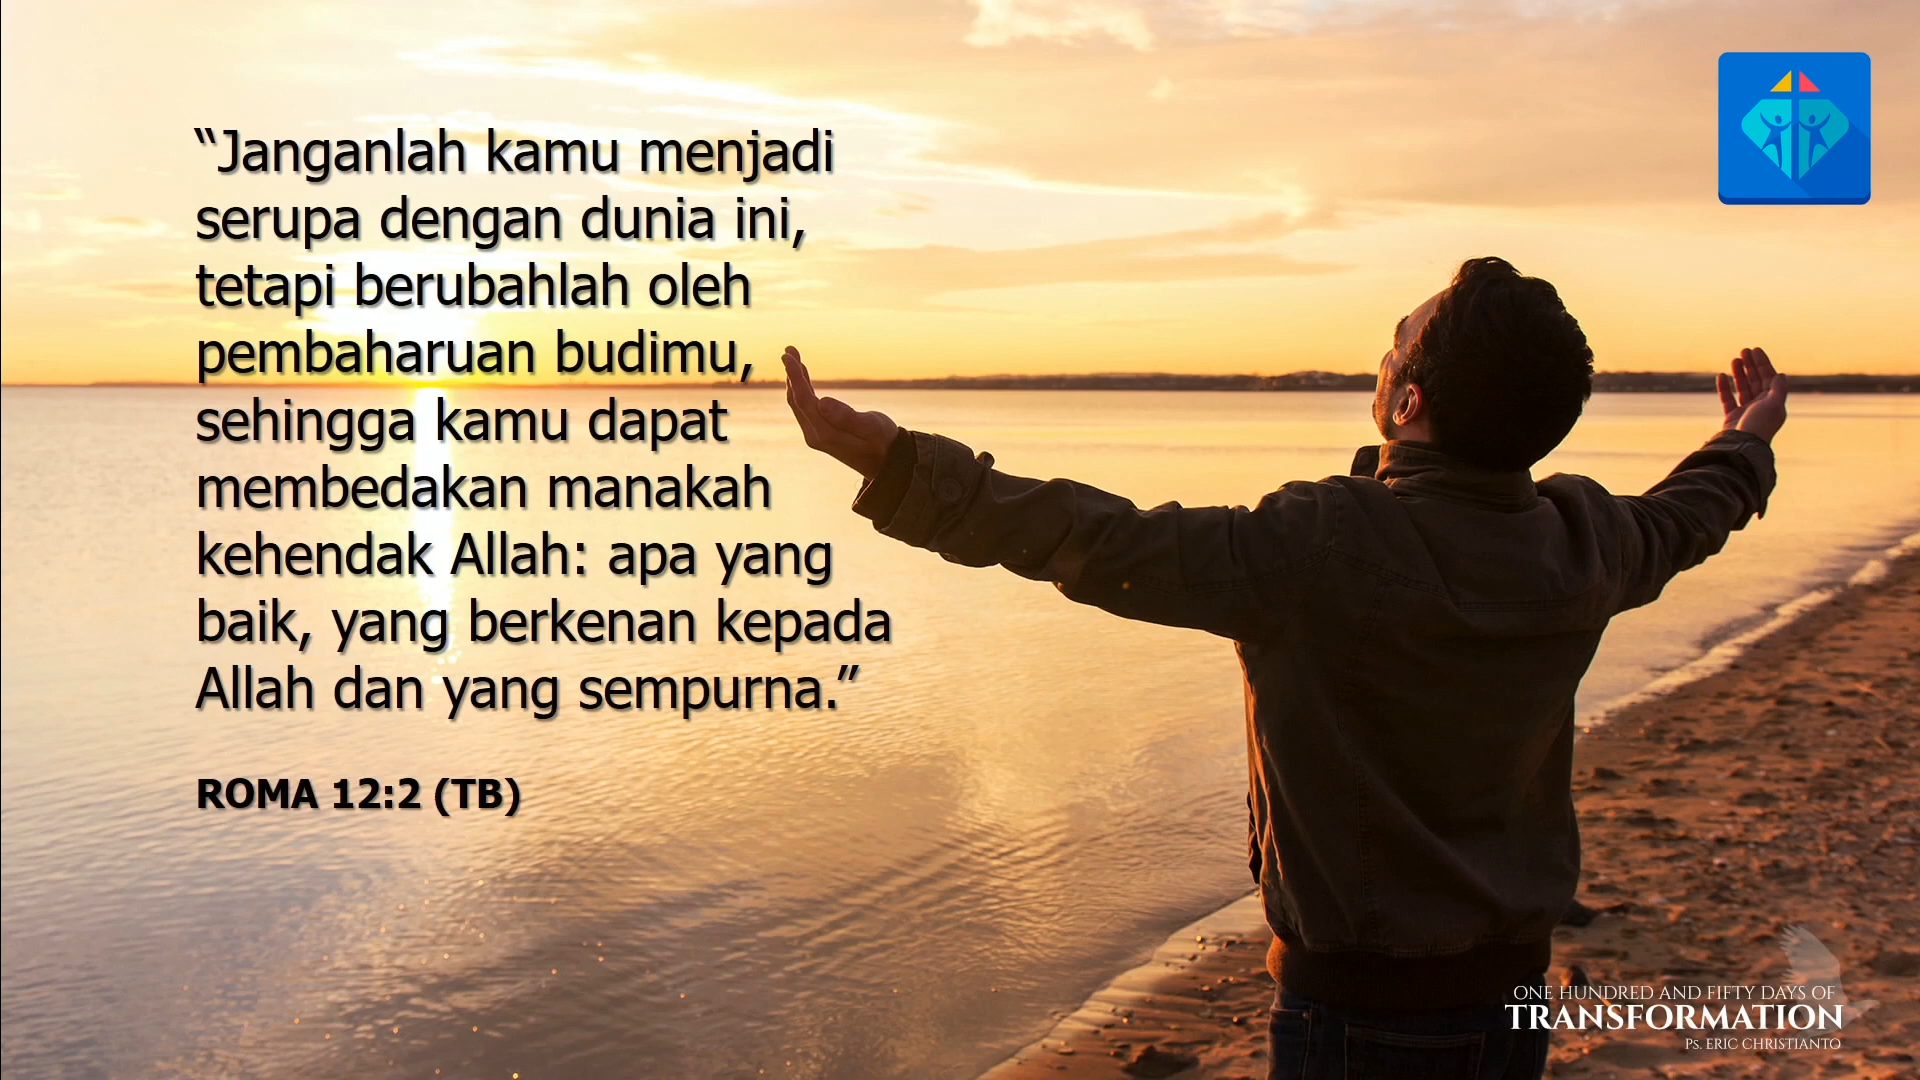 “Janganlah kamu menjadi
serupa dengan dunia ini,
tetapi berubahlah oleh
pembaharuan budimu,
sehingga kamu dapat
membedakan manakah
kehendak Allah: apa yang
baik, yang berkenan kepada
Allah dan yang sempurna.”
ROMA 12:2 (TB)
ONE HUNDRED AND FIFTY DAYS OF
TRANSFORMATION
Ps. ERIC CHRISTIANTO